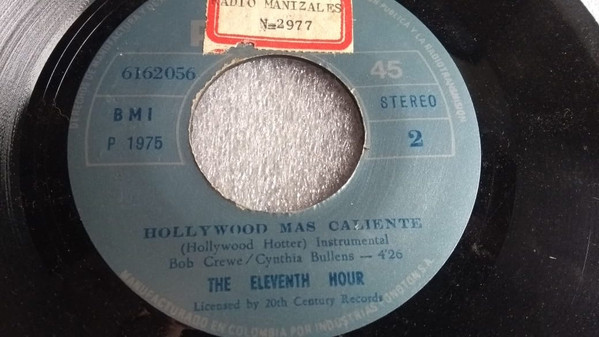 RADIO MANIZALES
N=2977
6162056
45
BMI
STEREO
P 1975
2
HOLLYWOOD MAS CALIENTE
(Hollywood Hotter) Instrumental
Bob Crewe/Cynthia Bullens — 4'26
THE ELEVENTH HOUR
Licensed by 20th Century Records
MANUFACTURADO EN COLOMBIA POR INDUSTRIAS FONOTON S.A.